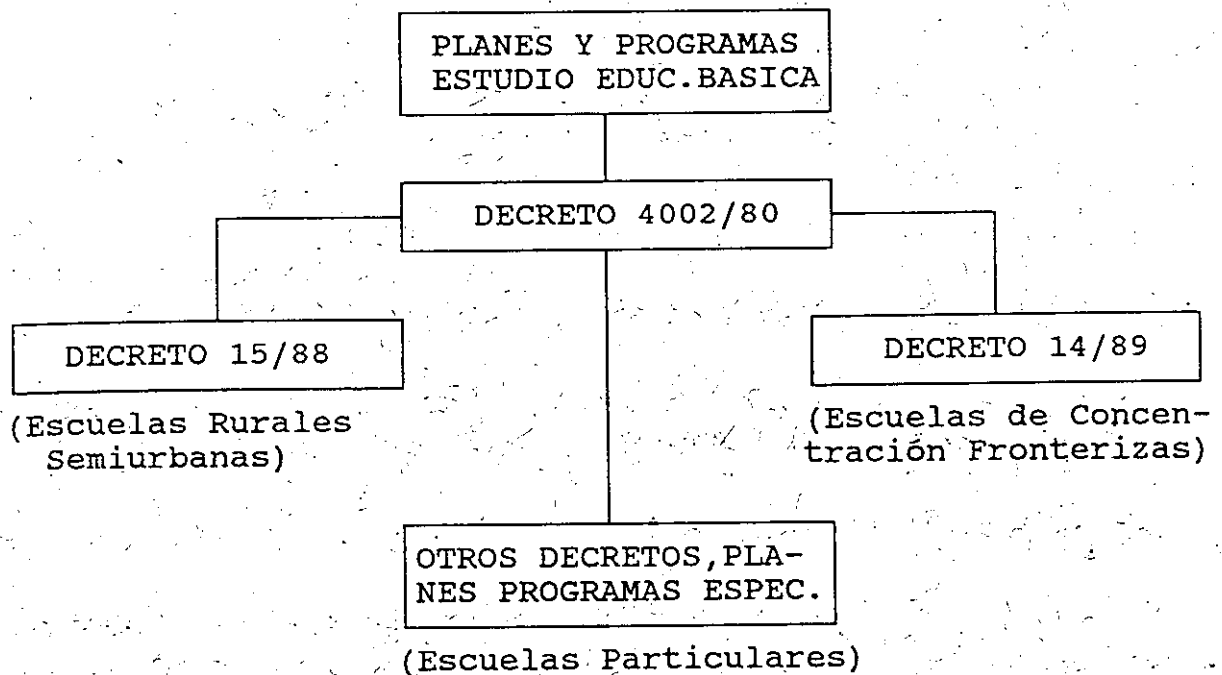 PLANES Y PROGRAMAS
ESTUDIO EDUC.BASICA
DECRETO 4002/80
DECRETO 15/88
(Escuelas Rurales
Semiurbanas)
DECRETO 14/89
(Escuelas de Concen-
tración Fronterizas)
OTROS DECRETOS,PLA-
NES PROGRAMAS ESPEC.
(Escuelas Particulares)